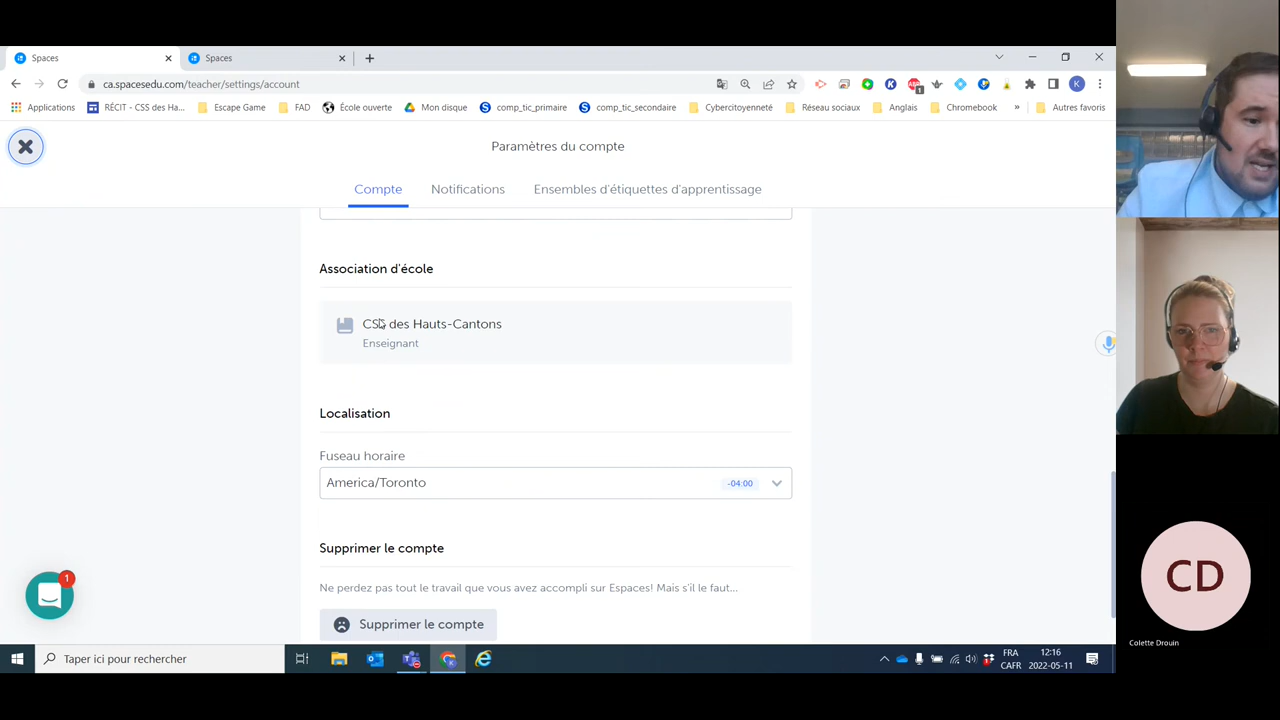 Spaces
Spaces
ca.spacesedu.com/teacher/settings/account
Applications
RÉCIT - CSS des Ha...
Escape Game
FAD
École ouverte
Mon disque
comp_tic_primaire
comp_tic_secondaire
Cybercitoyenneté
Réseau sociaux
Anglais
Chromebook
»
Autres favoris
K
1
Paramètres du compte
Compte
Notifications
Ensembles d'étiquettes d'apprentissage
Association d'école
CSS des Hauts-Cantons
Enseignant
Localisation
Fuseau horaire
America/Toronto
-04:00
Supprimer le compte
Ne perdez pas tout le travail que vous avez accompli sur Espaces! Mais s'il le faut...
Supprimer le compte
1
CD
Colette Drouin
Taper ici pour rechercher
FRA
CAFR
12:16
2022-05-11